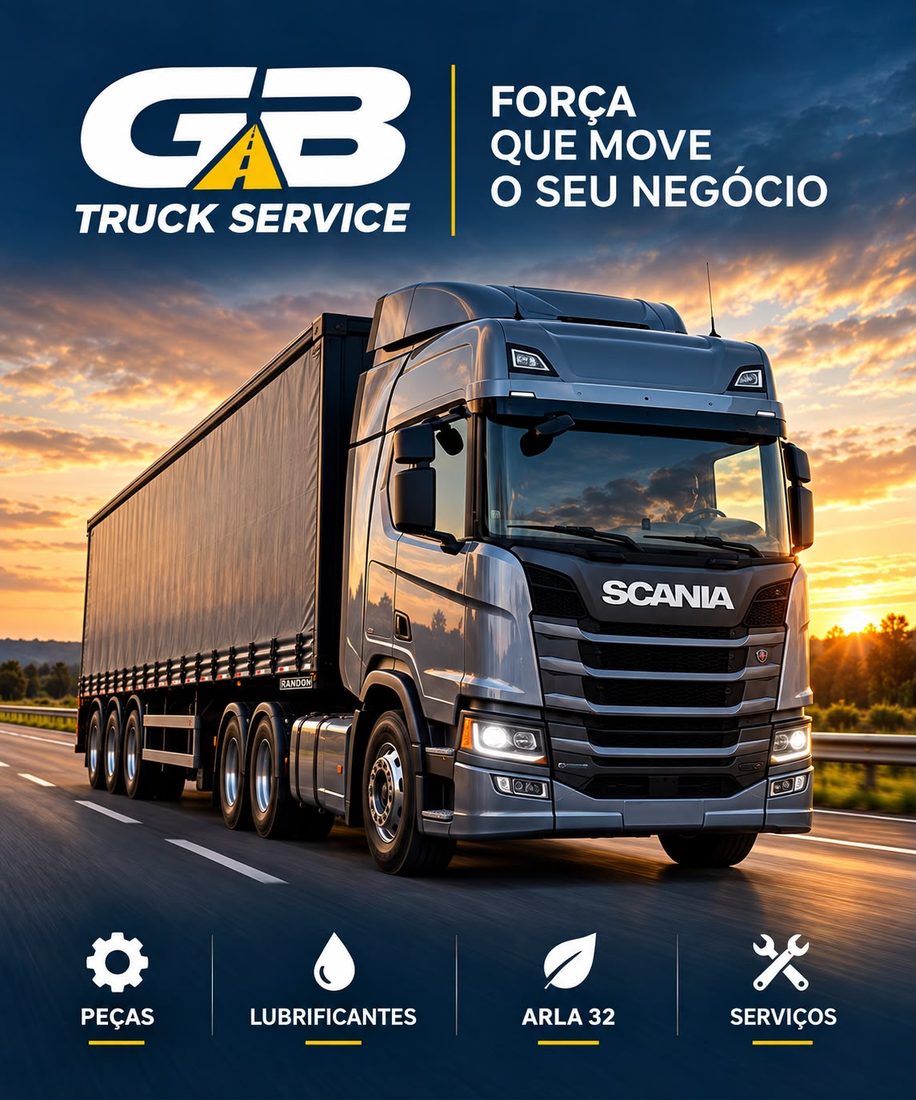 GB
TRUCK SERVICE
FORÇA
QUE MOVE
O SEU NEGÓCIO
SCANIA
RANDON
PEÇAS
LUBRIFICANTES
ARLA 32
SERVIÇOS